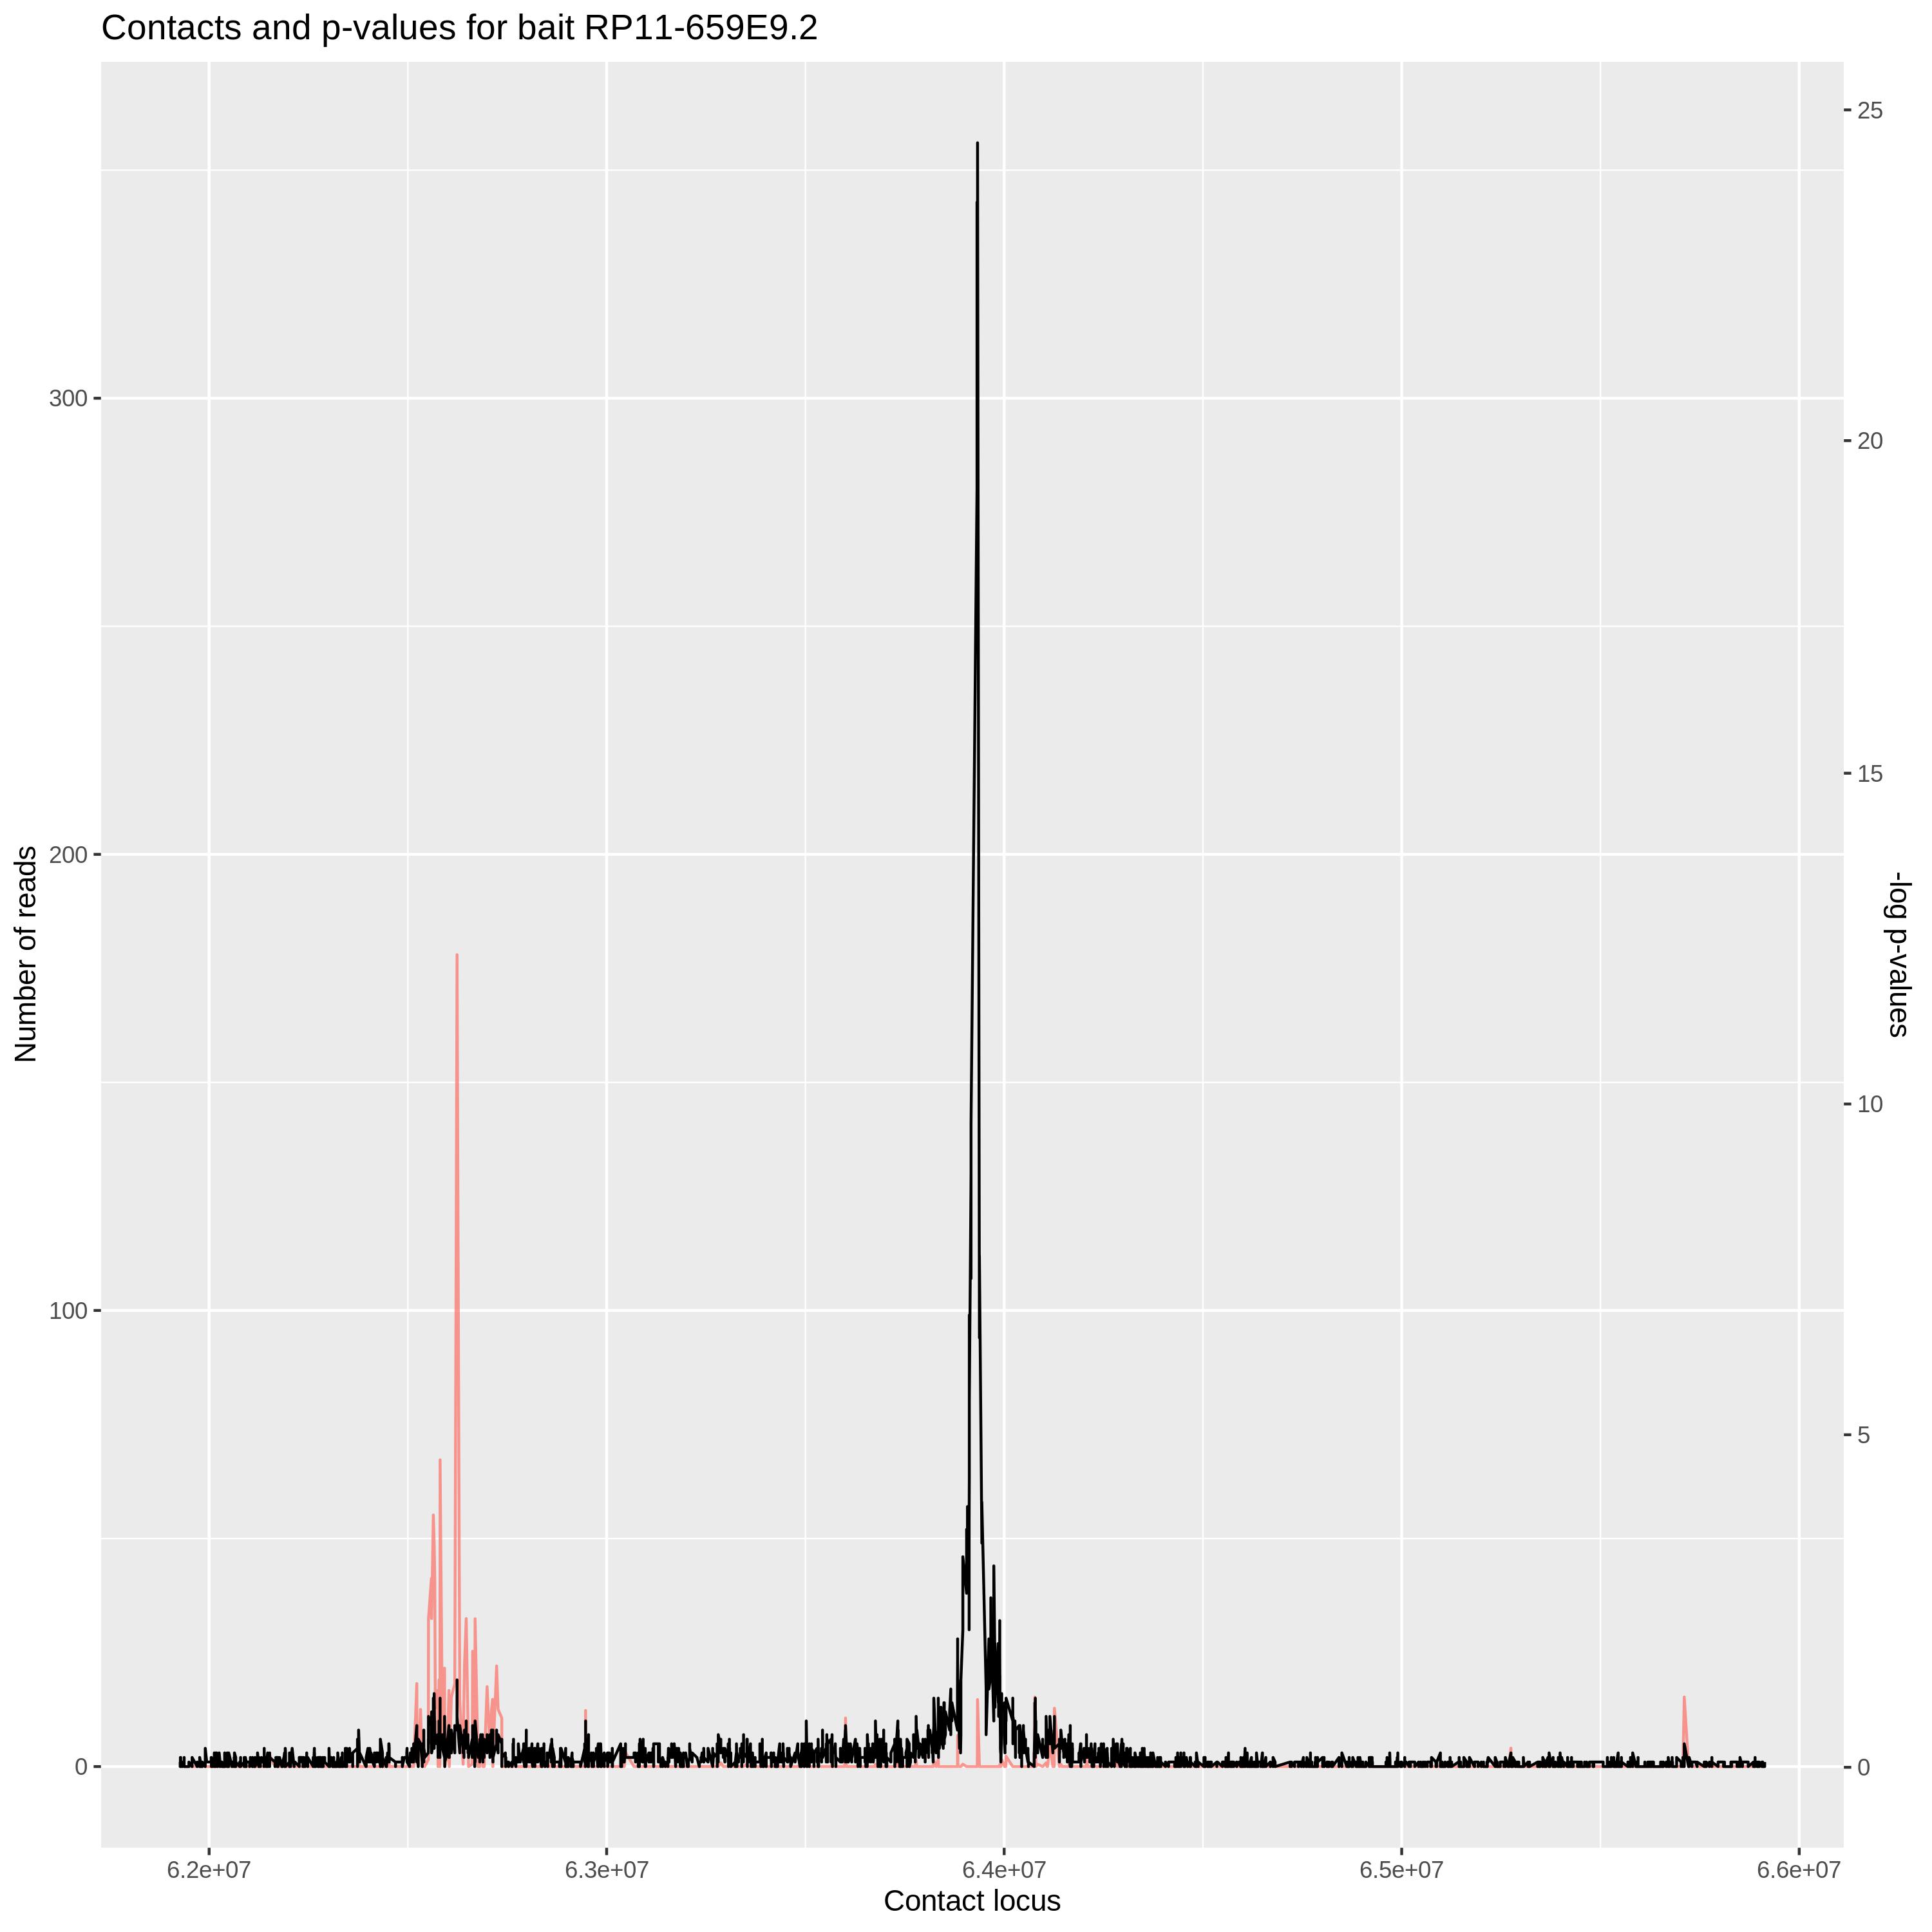 Contacts and p-values for bait RP11-659E9.2
300
200
100
0
Number of reads
25
20
15
10
5
0
-log p-values
6.2e+07 6.3e+07 6.4e+07 6.5e+07 6.6e+07
Contact locus